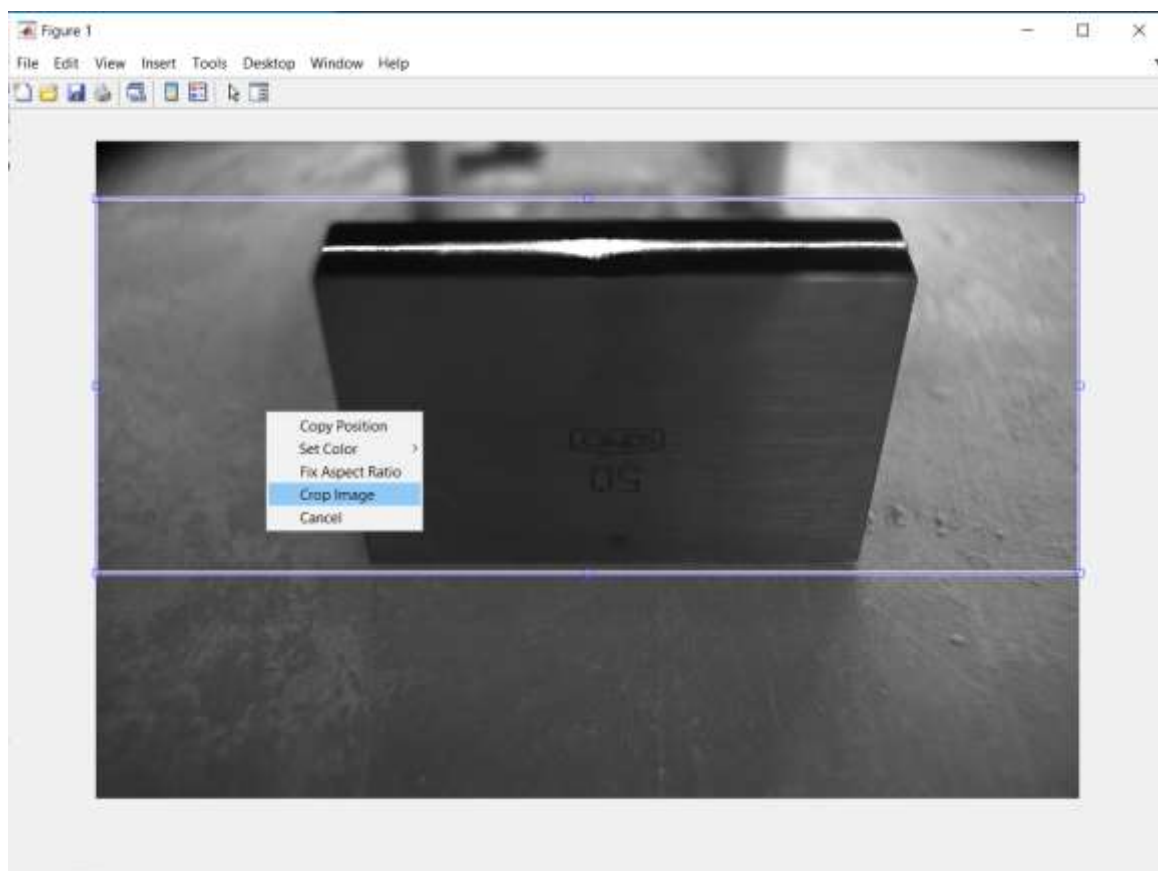 Figure 1
File Edit View Insert Tools Desktop Window Help
Copy Position
Set Color
Fix Aspect Ratio
Crop Image
Cancel